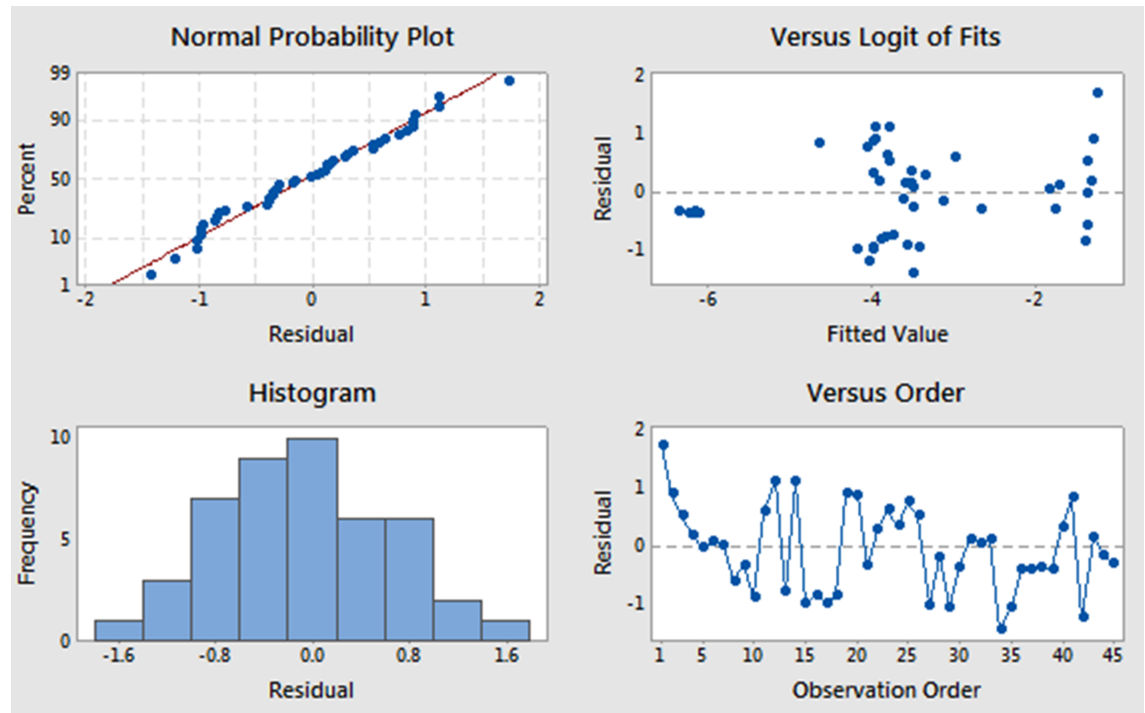 Normal Probability Plot
99
90
50
10
1
Percent
-2 -1 0 1 2
Residual
Versus Logit of Fits
2
1
0
-1
Residual
-6 -4 -2
Fitted Value
Histogram
10
5
0
Frequency
-1.6 -0.8 0.0 0.8 1.6
Residual
Versus Order
2
1
0
-1
Residual
1 5 10 15 20 25 30 35 40 45
Observation Order